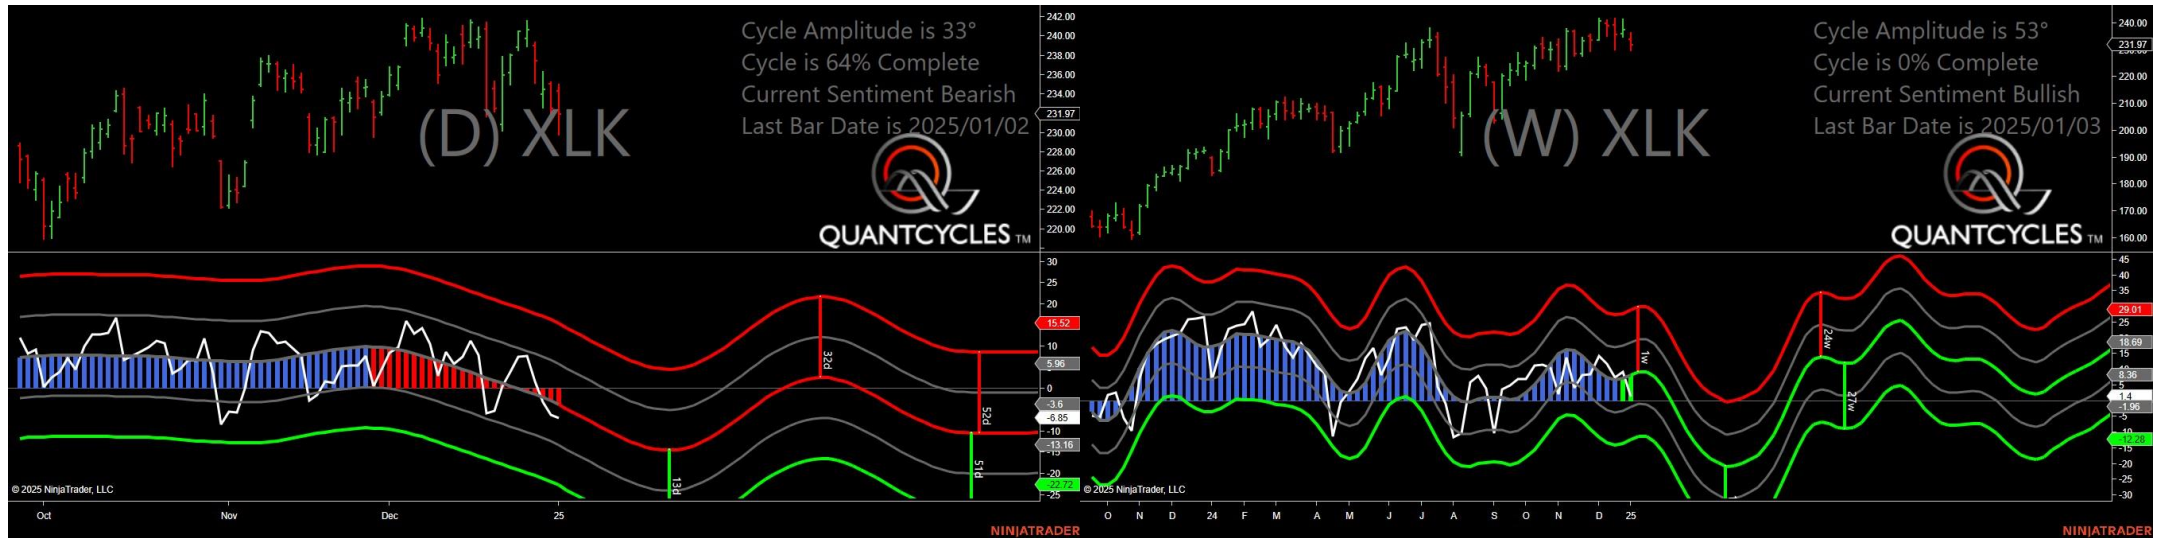 Cycle Amplitude is 33°
Cycle is 64% Complete
Current Sentiment Bearish
Last Bar Date is 2025/01/02
(D) XLK
QUANTCYCLES TM
242.00
240.00
238.00
236.00
234.00
231.97
230.00
228.00
226.00
224.00
222.00
220.00
30
25
20
15.52
10
5.96
0
-3.6
-6.85
-10
-13.16
-15
-20
-22.72
-25
32d
52d
13d
51d
© 2025 NinjaTrader, LLC
Oct Nov Dec 25
NINJATRADER
Cycle Amplitude is 53°
Cycle is 0% Complete
Current Sentiment Bullish
Last Bar Date is 2025/01/03
(W) XLK
QUANTCYCLES TM
240.00
231.97
220.00
210.00
200.00
190.00
180.00
170.00
160.00
45
40
35
29.01
25
18.69
15
8.36
5
1.4
-1.96
-5
-12.28
-15
-20
-25
-30
1w
24w
27w
© 2025 NinjaTrader, LLC
O N D 24 F M A M J J A S O N D 25
NINJATRADER